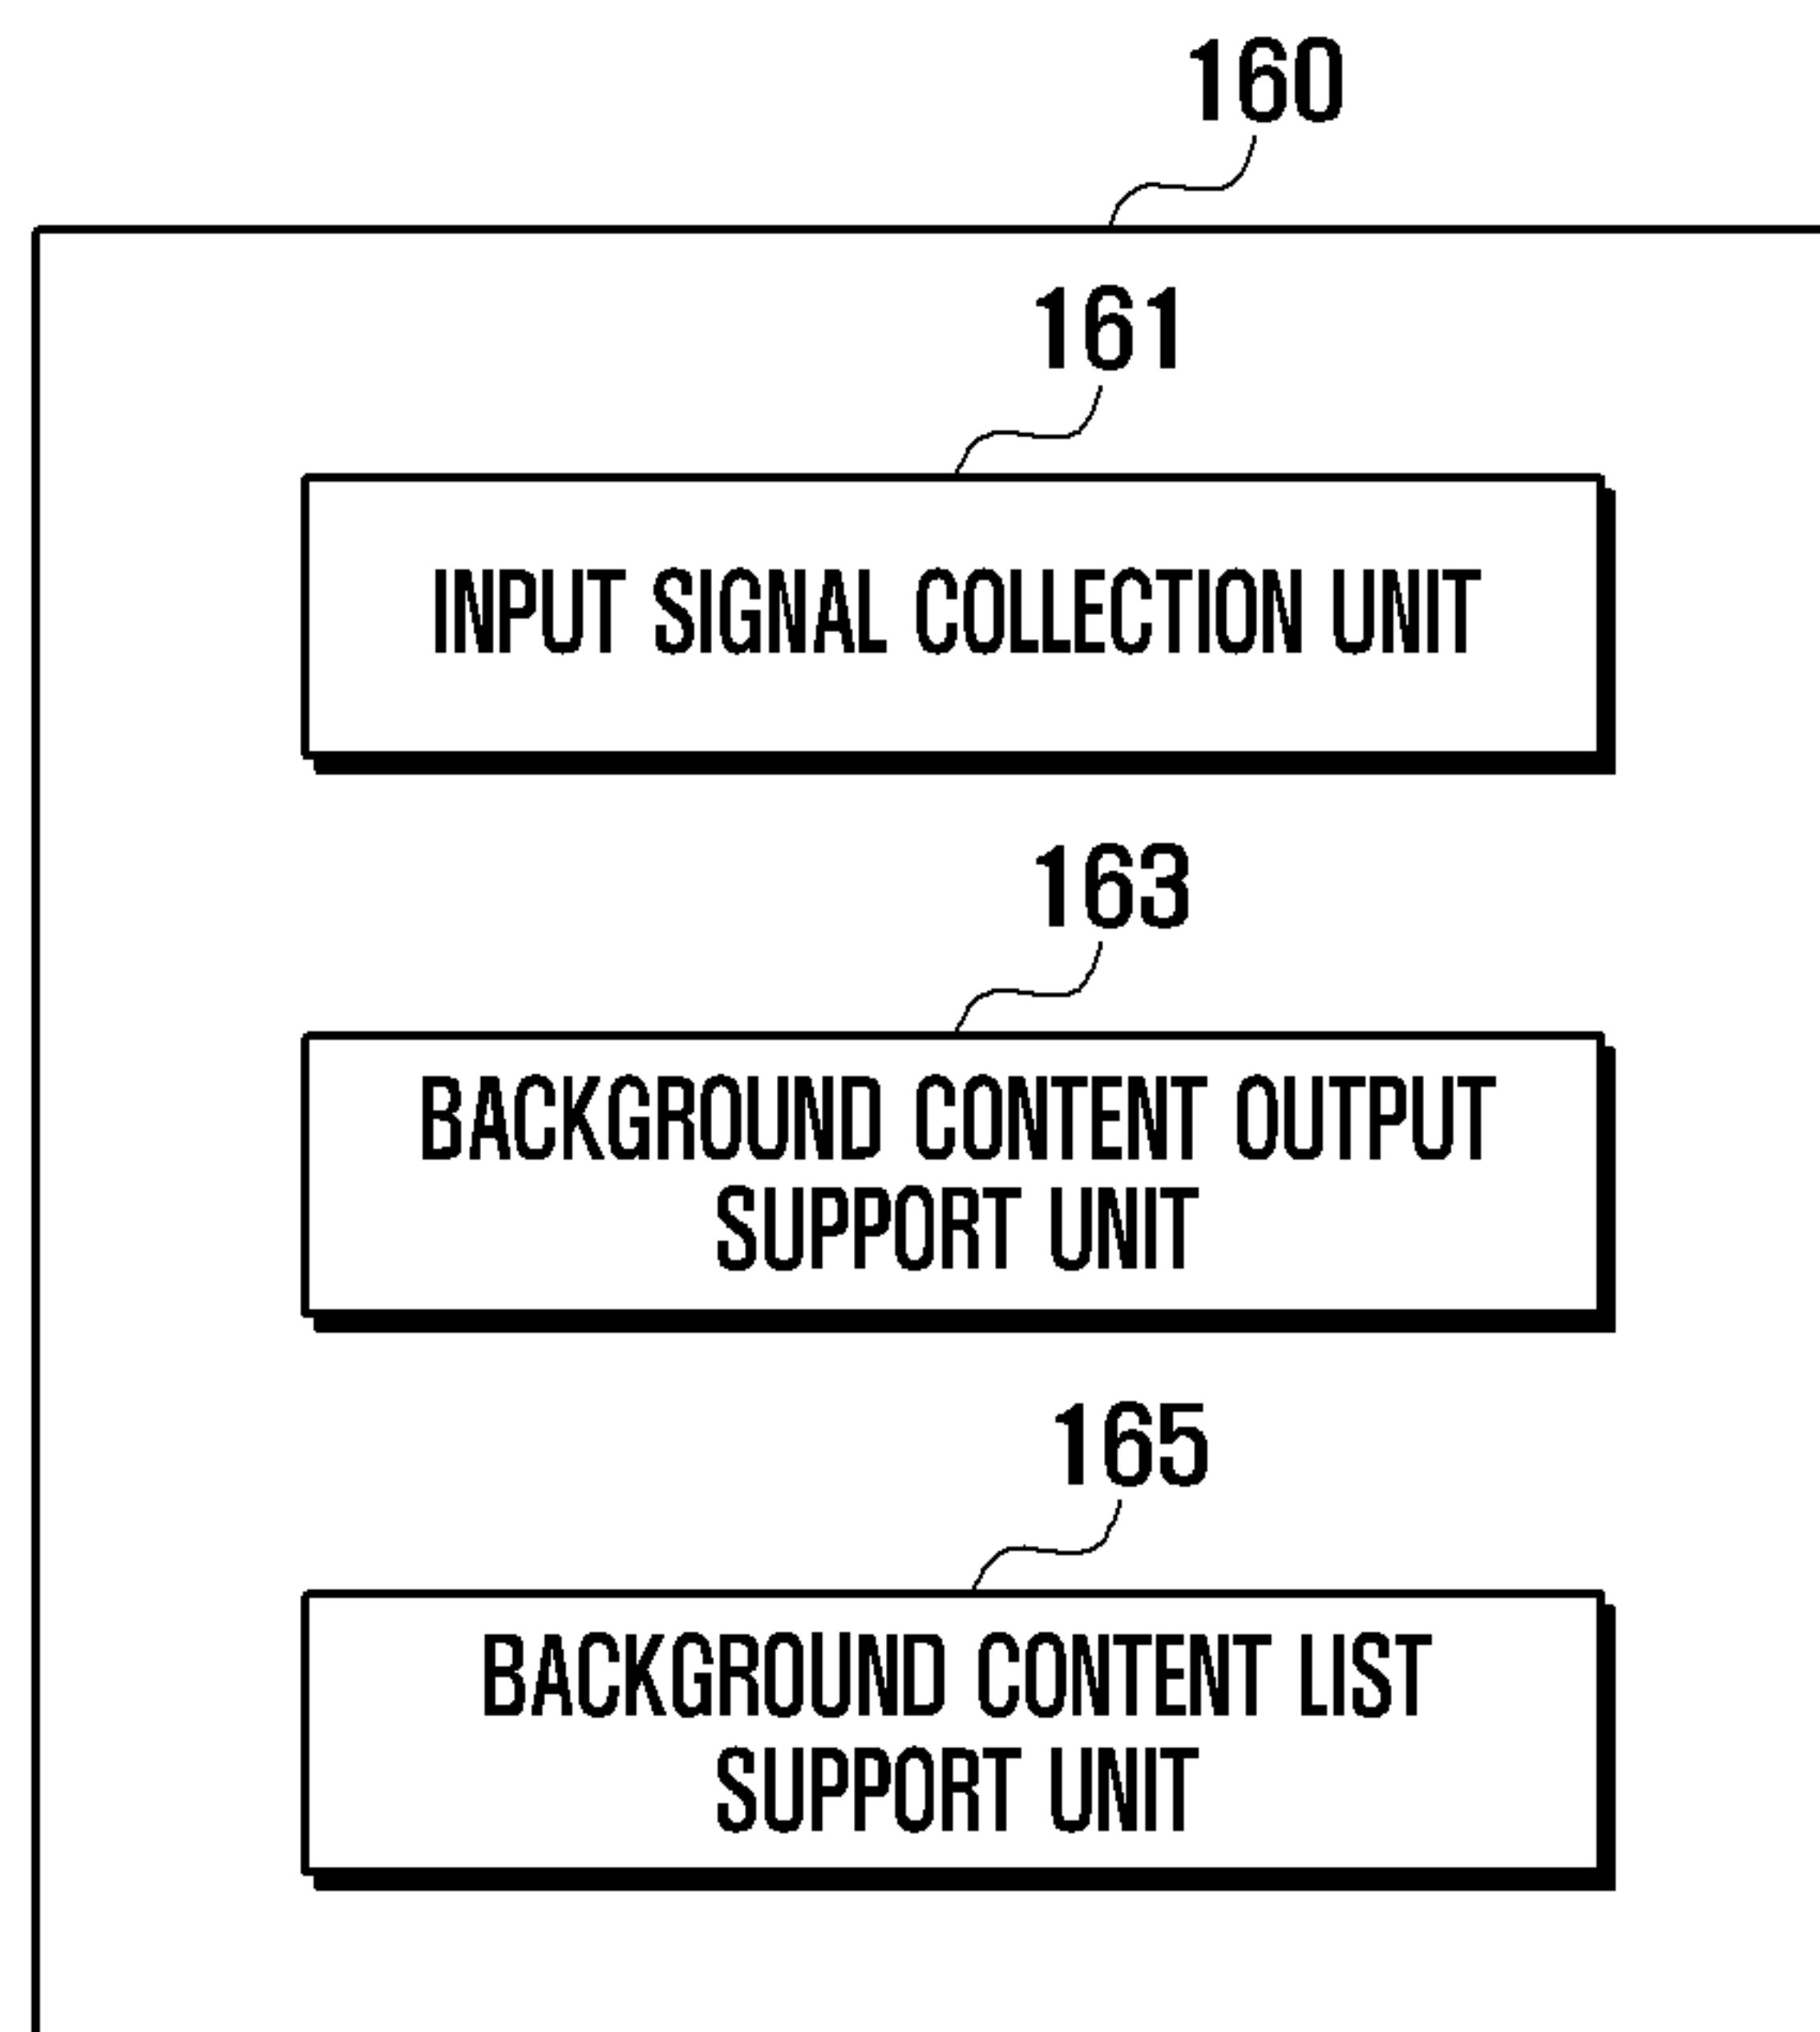 160
161
INPUT SIGNAL COLLECTION UNIT
163
BACKGROUND CONTENT OUTPUT
SUPPORT UNIT
165
BACKGROUND CONTENT LIST
SUPPORT UNIT